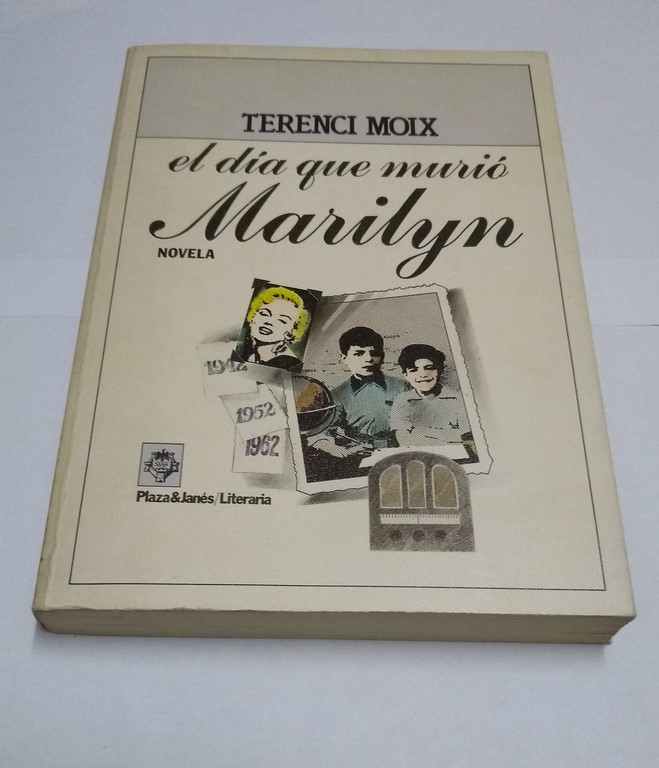 TERENCI MOIX
el día que murió
Marilyn
NOVELA
1942
1952
1962
Plaza&Janés/Literaria